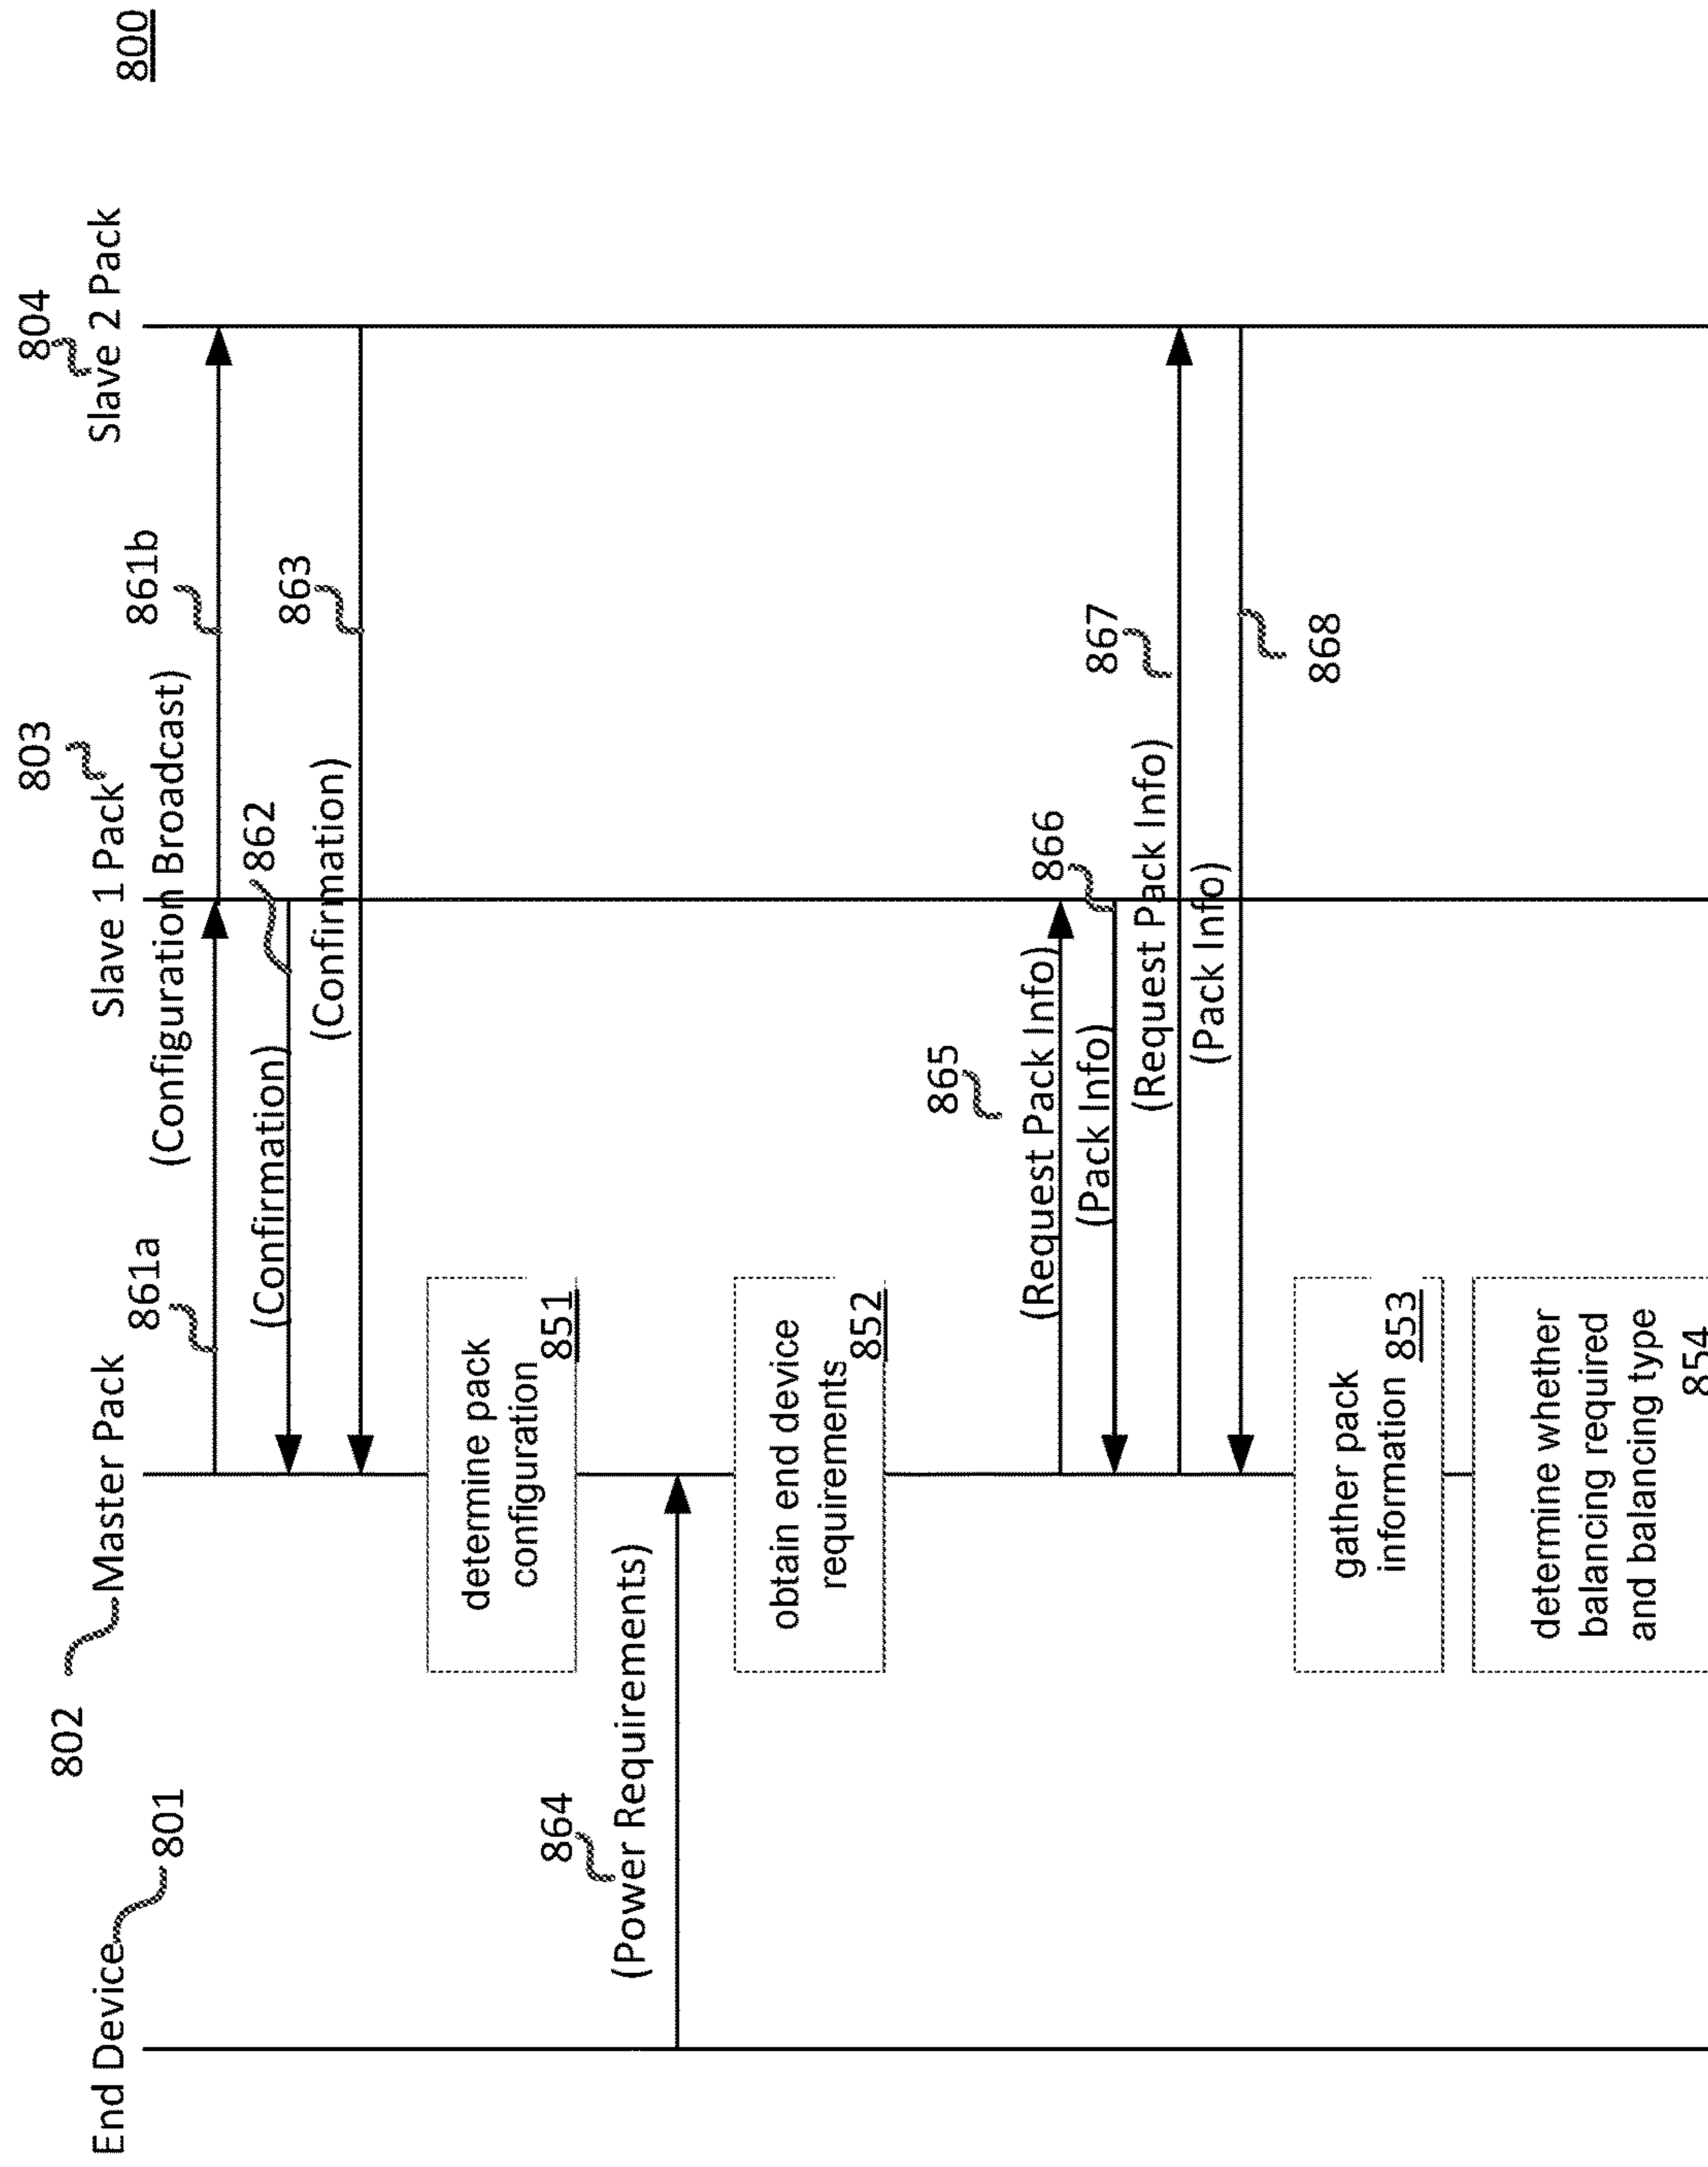 800
End Device
801
802
Master Pack
803
Slave 1 Pack
804
Slave 2 Pack
861a
(Configuration Broadcast)
861b
(Confirmation)
862
(Confirmation)
863
determine pack
configuration
851
864
(Power Requirements)
obtain end device
requirements
852
865
(Request Pack Info)
866
(Pack Info)
867
(Request Pack Info)
(Pack Info)
868
gather pack
information 853
determine whether
balancing required
and balancing type
854